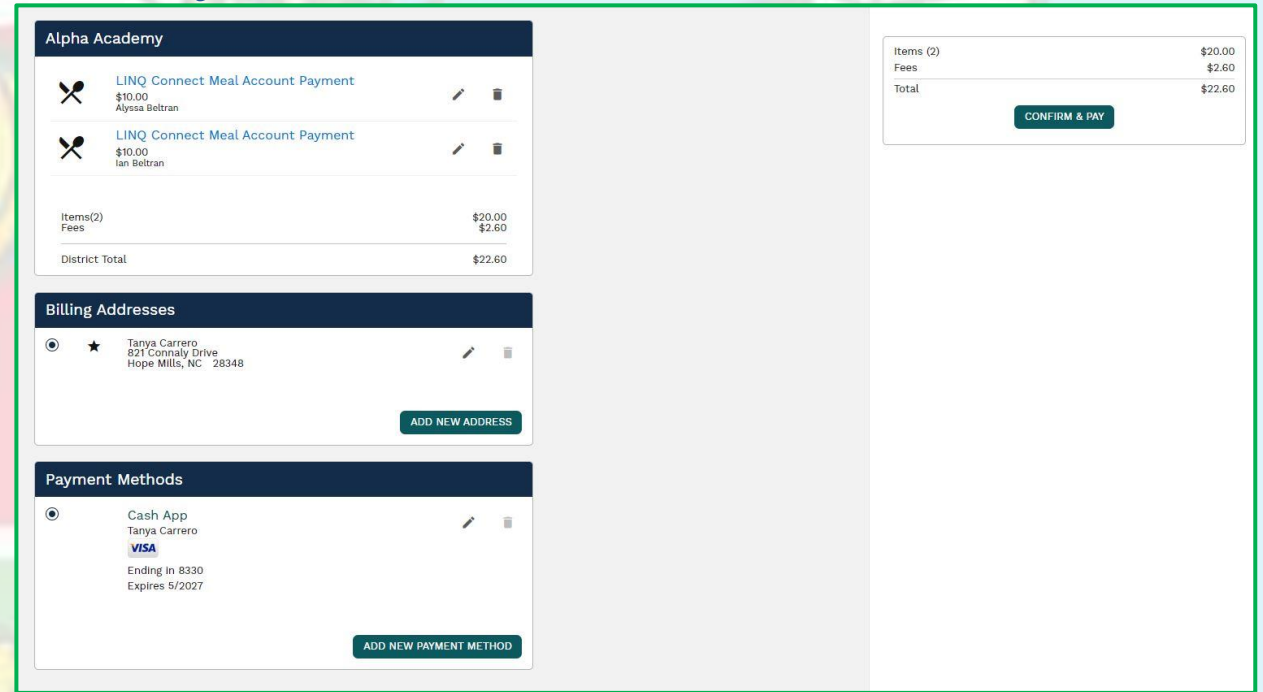 Alpha Academy
LINQ Connect Meal Account Payment
$10.00
Alyssa Beltran
LINQ Connect Meal Account Payment
$10.00
Ian Beltran
Items(2) $20.00
Fees $2.60
District Total $22.60
Billing Addresses
Tanya Carrero
821 Connaly Drive
Hope Mills, NC 28348
ADD NEW ADDRESS
Payment Methods
Cash App
Tanya Carrero
VISA
Ending in 8330
Expires 5/2027
ADD NEW PAYMENT METHOD
Items (2) $20.00
Fees $2.60
Total $22.60
CONFIRM & PAY